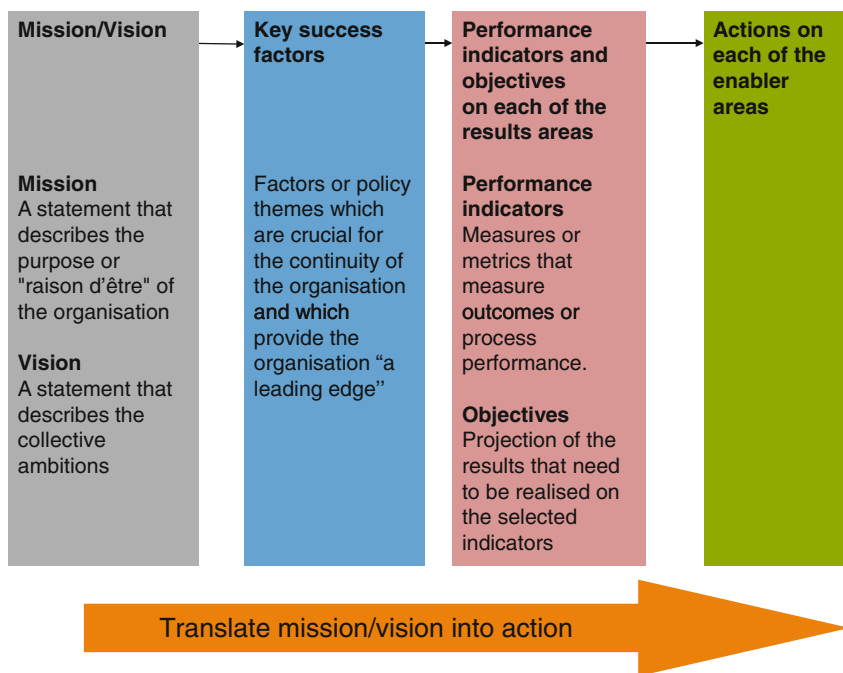 Mission/Vision
Mission
A statement that
describes the
purpose or
"raison d’être" of
the organisation
Vision
A statement that
describes the
collective
ambitions
Key success
factors
Factors or policy
themes which
are crucial for
the continuity of
the organisation
and which
provide the
organisation “a
leading edge’’
Performance
indicators and
objectives
on each of the
results areas
Performance
indicators
Measures or
metrics that
measure
outcomes or
process
performance.
Objectives
Projection of the
results that need
to be realised on
the selected
indicators
Actions on
each of the
enabler
areas
Translate mission/vision into action